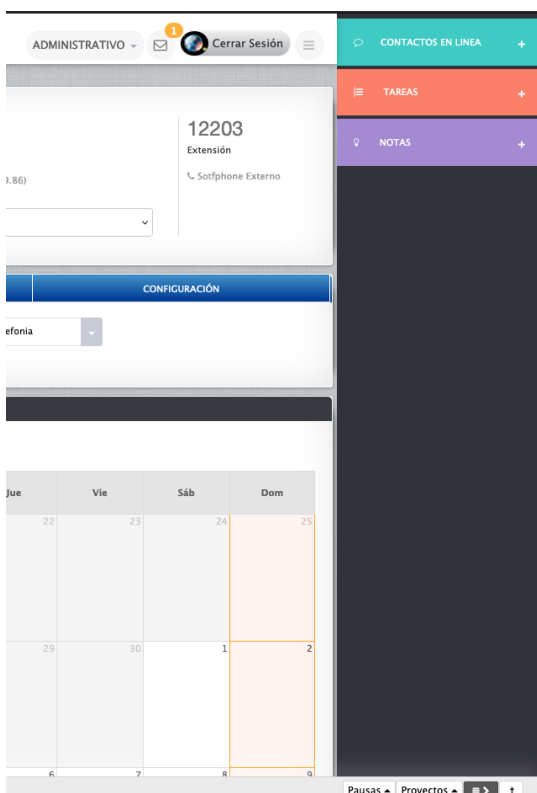 1
ADMINISTRATIVO
Cerrar Sesión
CONTACTOS EN LINEA +
TAREAS +
NOTAS +
12203
Extensión
Sotfphone Externo
9.86)
CONFIGURACIÓN
efonia
Jue Vie Sáb Dom
22 23 24 25
29 30 1 2
6 7 8 9
Pausas Proyectos